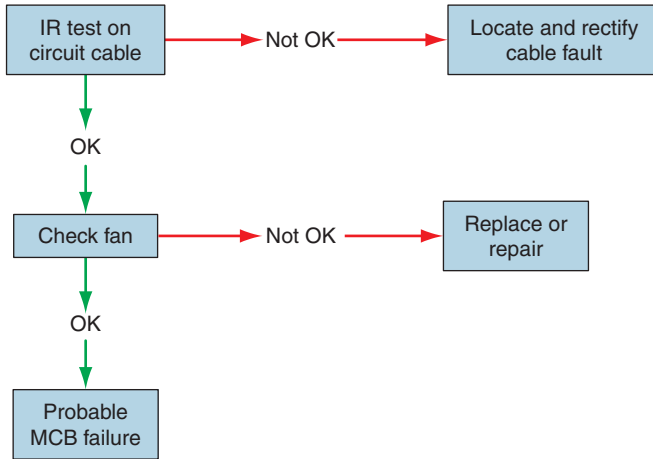 IR test on
circuit cable
Not OK
Locate and rectify
cable fault
OK
Check fan
Not OK
Replace or
repair
OK
Probable
MCB failure